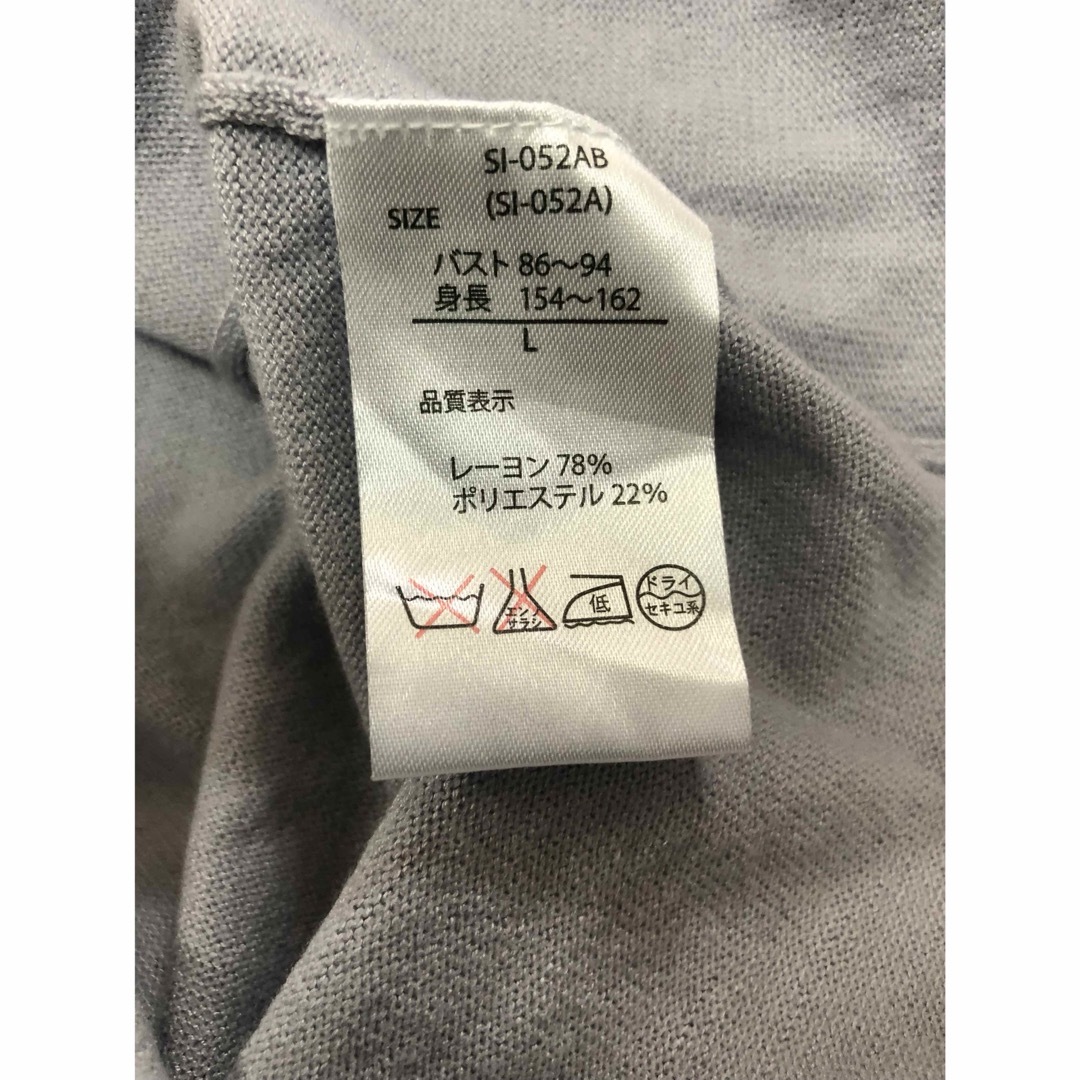 SI-052AB
(SI-052A)
SIZE
バスト 86〜94
身長 154〜162
L
品質表示
レーヨン 78%
ポリエステル 22%
エンソ
サラシ
低
ドライ
セキユ系